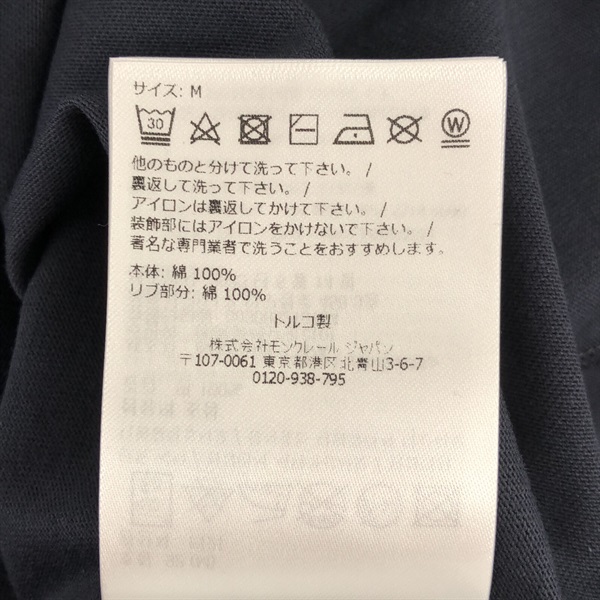 サイズ: M
30
W
他のものと分けて洗って下さい。/
裏返して洗って下さい。/
アイロンは裏返してかけて下さい。/
装飾部にはアイロンをかけないで下さい。/
著名な専門業者で洗うことをおすすめします。
本体: 綿 100%
リブ部分: 綿 100%
トルコ製
株式会社モンクレール ジャパン
〒107-0061 東京都港区北青山3-6-7
0120-938-795